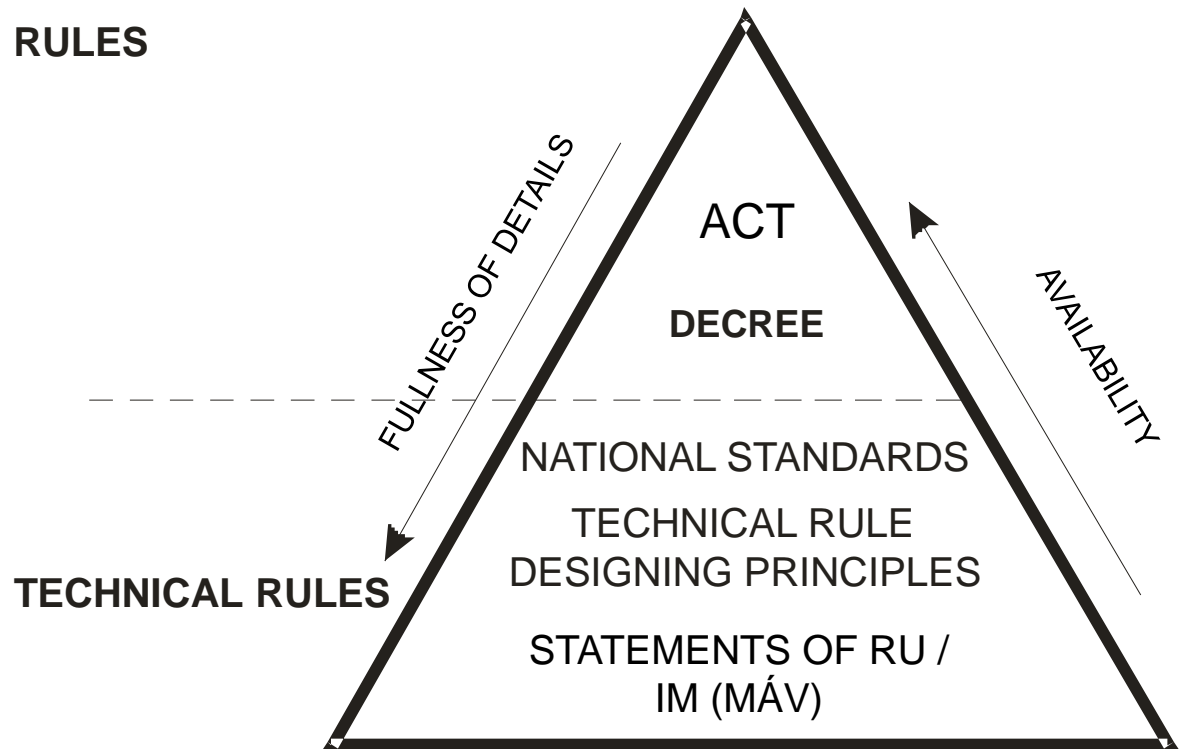 RULES
FULLNESS OF DETAILS
ACT
AVAILABILITY
DECREE
NATIONAL STANDARDS
TECHNICAL RULE
DESIGNING PRINCIPLES
TECHNICAL RULES
STATEMENTS OF RU /
IM (MÁV)